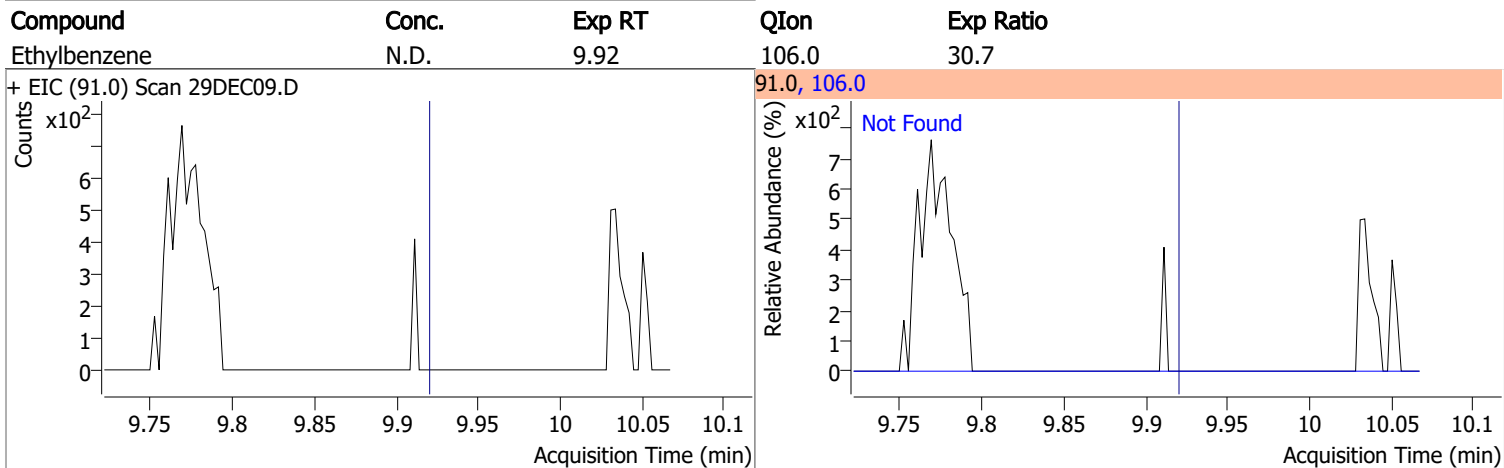 Compound Conc. Exp RT QIon Exp Ratio
Ethylbenzene N.D. 9.92 106.0 30.7
+ EIC (91.0) Scan 29DEC09.D
Counts
x10²
6
5
4
3
2
1
0
9.75 9.8 9.85 9.9 9.95 10 10.05 10.1
Acquisition Time (min)
91.0, 106.0
Relative Abundance (%)
x10²
Not Found
7
6
5
4
3
2
1
0
9.75 9.8 9.85 9.9 9.95 10 10.05 10.1
Acquisition Time (min)